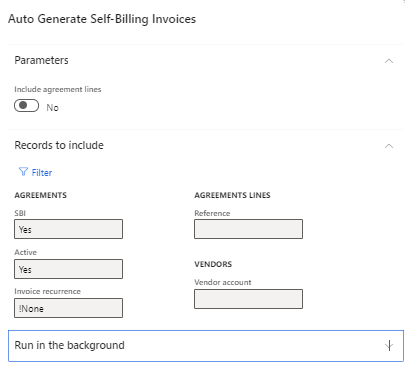 Auto Generate Self-Billing Invoices
Parameters
Include agreement lines
No
Records to include
Filter
AGREEMENTS
SBI
Yes
Active
Yes
Invoice recurrence
!None
AGREEMENTS LINES
Reference
VENDORS
Vendor account
Run in the background